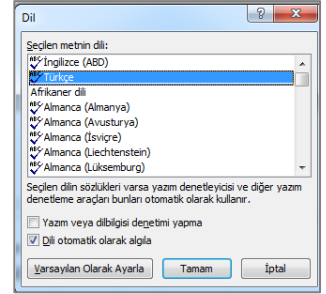 Dil
Seçilen metnin dili:
İngilizce (ABD)
Türkçe
Afrikaner dili
Almanca (Almanya)
Almanca (Avusturya)
Almanca (İsviçre)
Almanca (Liechtenstein)
Almanca (Lüksemburg)
Seçilen dilin sözlükleri varsa yazım denetleyicisi ve diğer yazım
denetleme araçları bunları otomatik olarak kullanır.
Yazım veya dilbilgisi denetimi yapma
Dili otomatik olarak algıla
Varsayılan Olarak Ayarla Tamam İptal